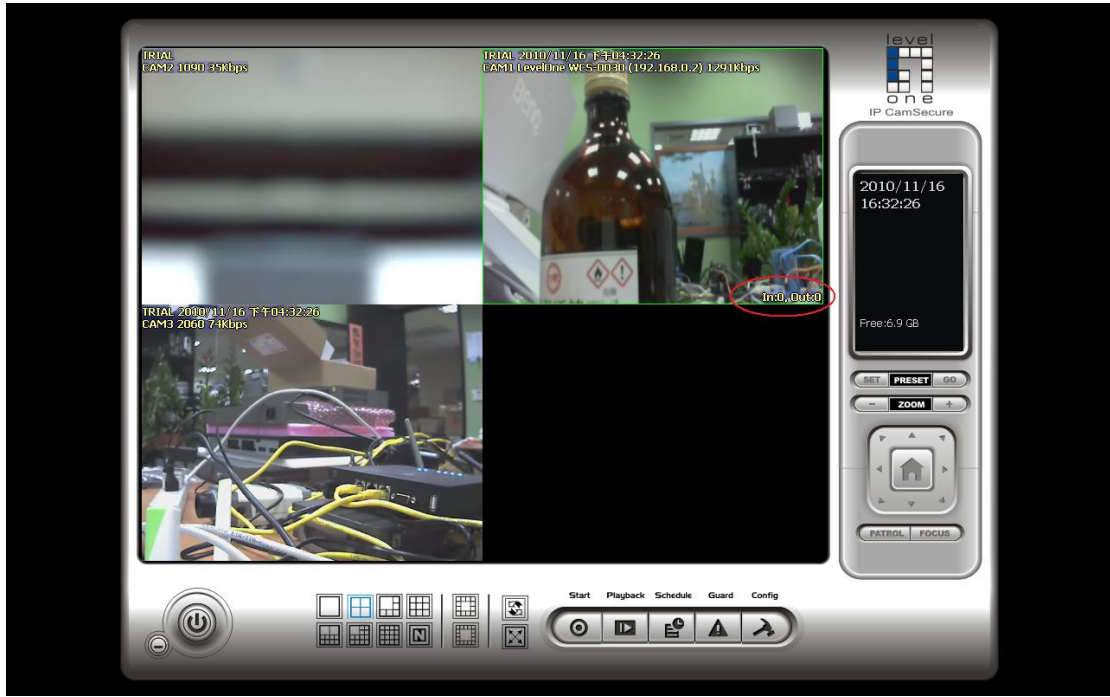 TRIAL
CAM2 1090 35Kbps
TRIAL 2010/11/16 下午04:32:26
CAM1 LevelOne WCS-0030 (192.168.0.2) 1291Kbps
BenQ
In:0, Out:0
TRIAL 2010/11/16 下午04:32:26
CAM3 2060 74Kbps
level
one
IP CamSecure
2010/11/16
16:32:26
Free:6.9 GB
SET PRESET GO
- ZOOM +
PATROL FOCUS
Start Playback Schedule Guard Config
N